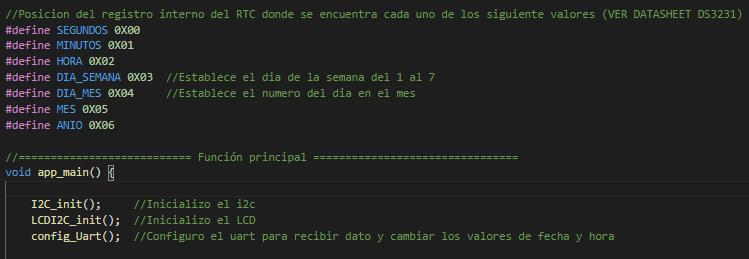 //Posicion del registro interno del RTC donde se encuentra cada uno de los siguiente valores (VER DATASHEET DS3231)
#define SEGUNDOS 0X00
#define MINUTOS 0X01
#define HORA 0X02
#define DIA_SEMANA 0X03  //Establece el dia de la semana del 1 al 7
#define DIA_MES 0X04     //Establece el numero del dia en el mes
#define MES 0X05
#define ANIO 0X06
//=========================== Función principal ================================
void app_main() {
I2C_init();     //Inicializo el i2c
LCDI2C_init();  //Inicializo el LCD
config_Uart();  //Configuro el uart para recibir dato y cambiar los valores de fecha y hora